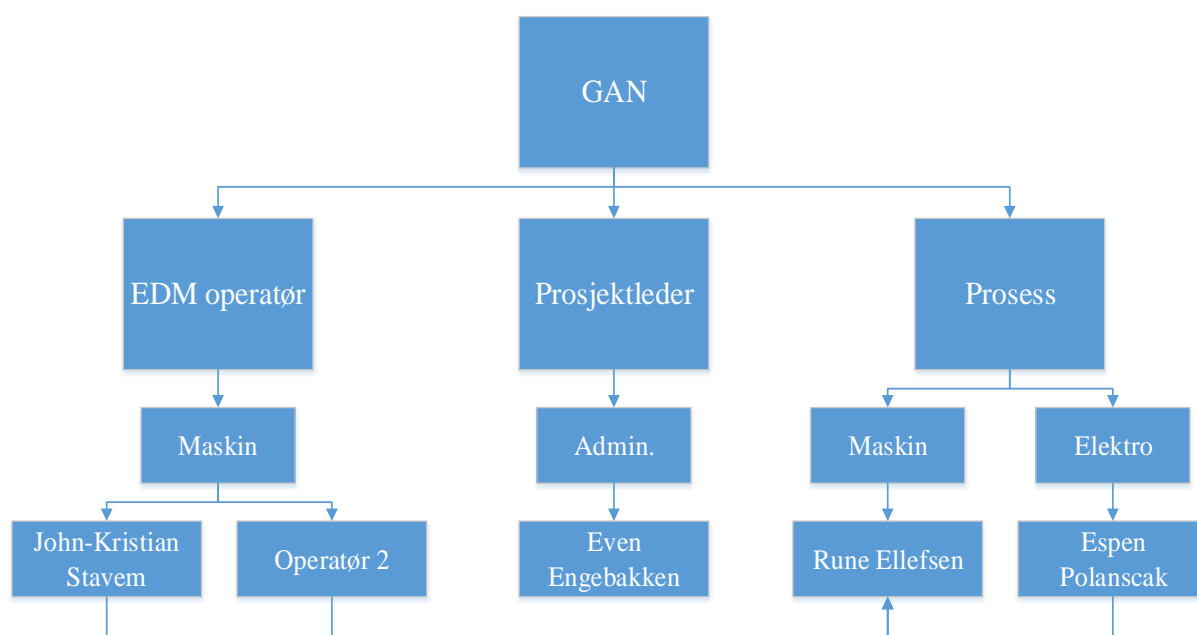 GAN
EDM operatør
Prosjektleder
Prosess
Maskin
Admin.
Maskin
Elektro
John-Kristian
Stavem
Operatør 2
Even
Engebakken
Rune Ellefsen
Espen
Polanscak